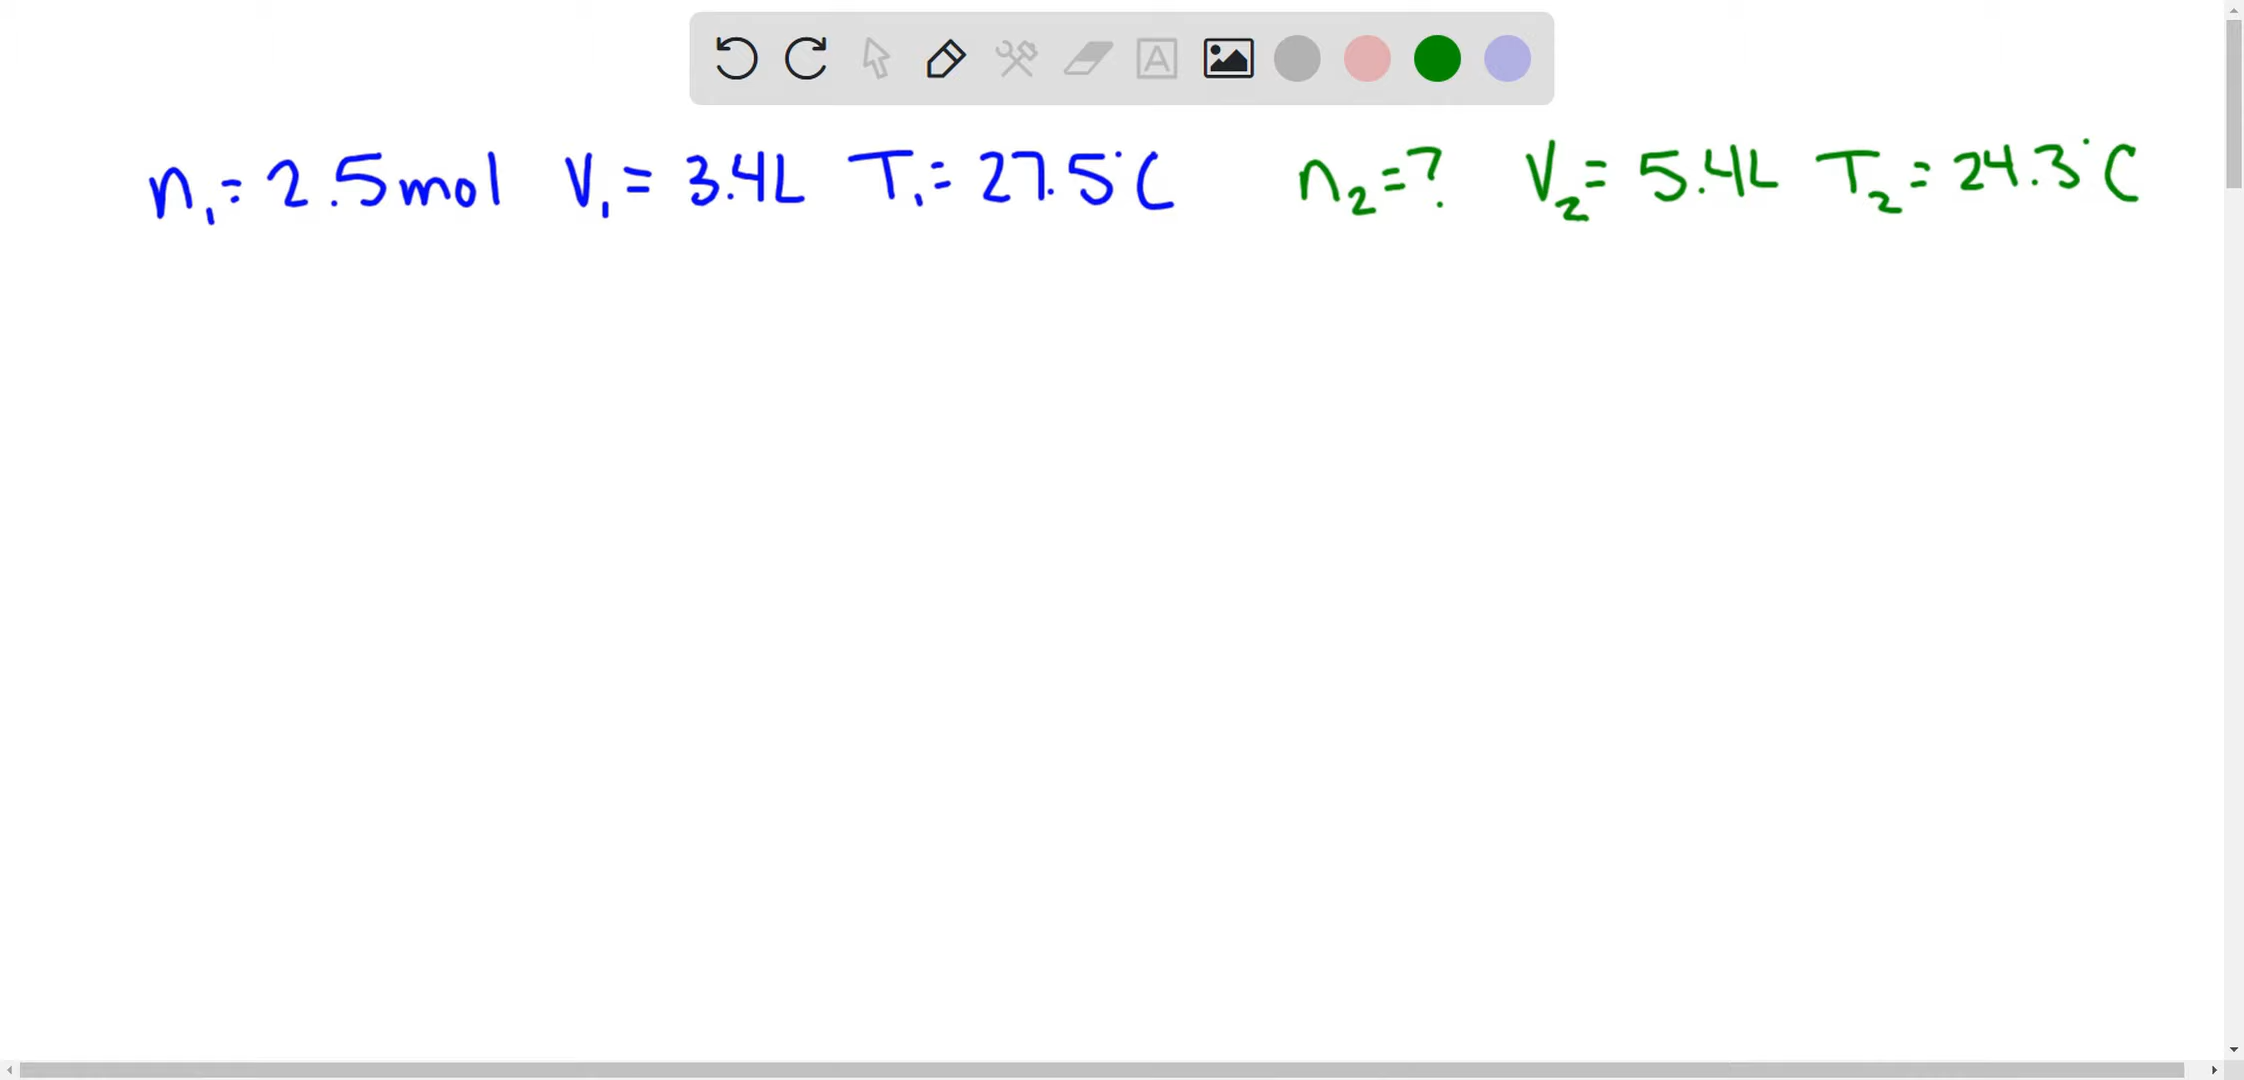 n₁ = 2.5 mol V₁ = 3.4L T₁ = 27.5°C n₂ = ? V₂ = 5.4L T₂ = 24.3°C